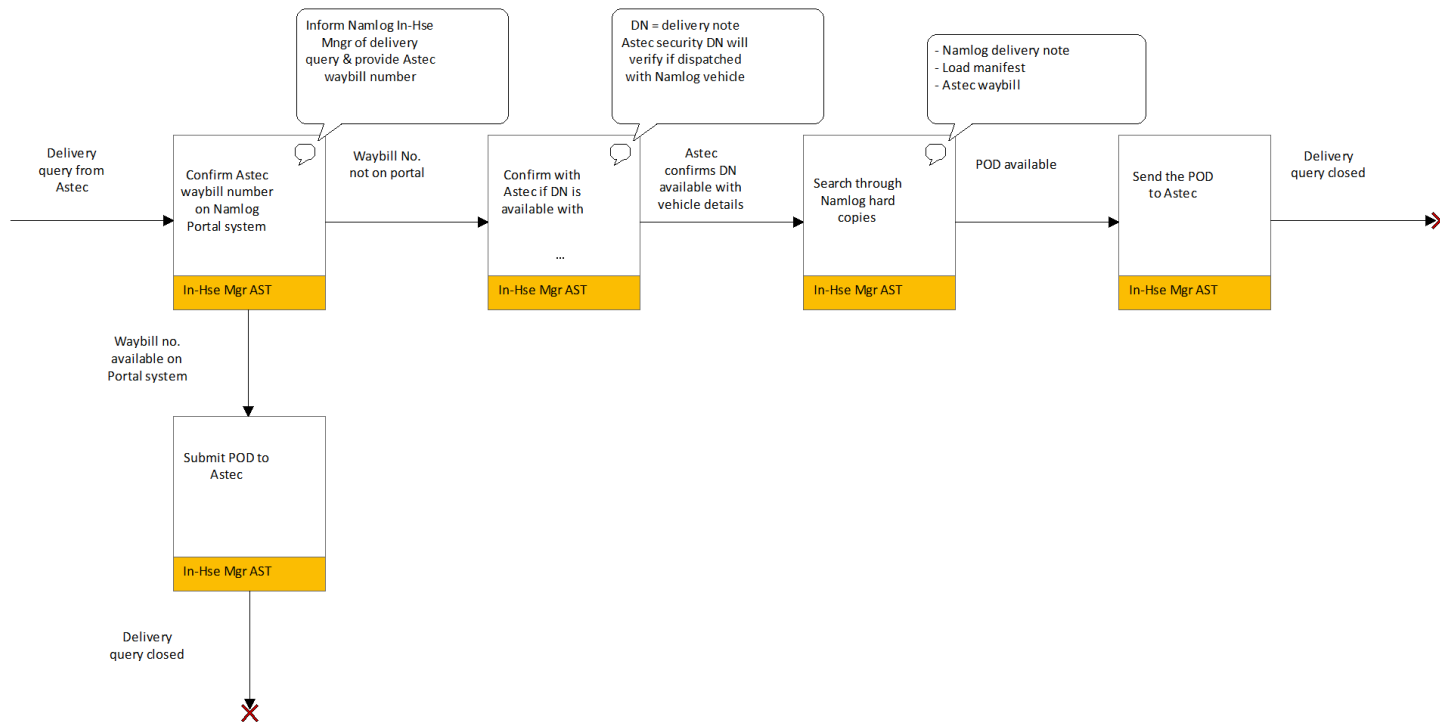 Inform Namlog In-Hse
Mngr of delivery
query & provide Astec
waybill number
DN = delivery note
Astec security DN will
verify if dispatched
with Namlog vehicle
- Namlog delivery note
- Load manifest
- Astec waybill
Delivery
query from
Astec
Confirm Astec
waybill number
on Namlog
Portal system
In-Hse Mgr AST
Waybill No.
not on portal
Confirm with
Astec if DN is
available with
...
In-Hse Mgr AST
Astec
confirms DN
available with
vehicle details
Search through
Namlog hard
copies
In-Hse Mgr AST
POD available
Send the POD
to Astec
In-Hse Mgr AST
Delivery
query closed
Waybill no.
available on
Portal system
Submit POD to
Astec
In-Hse Mgr AST
Delivery
query closed